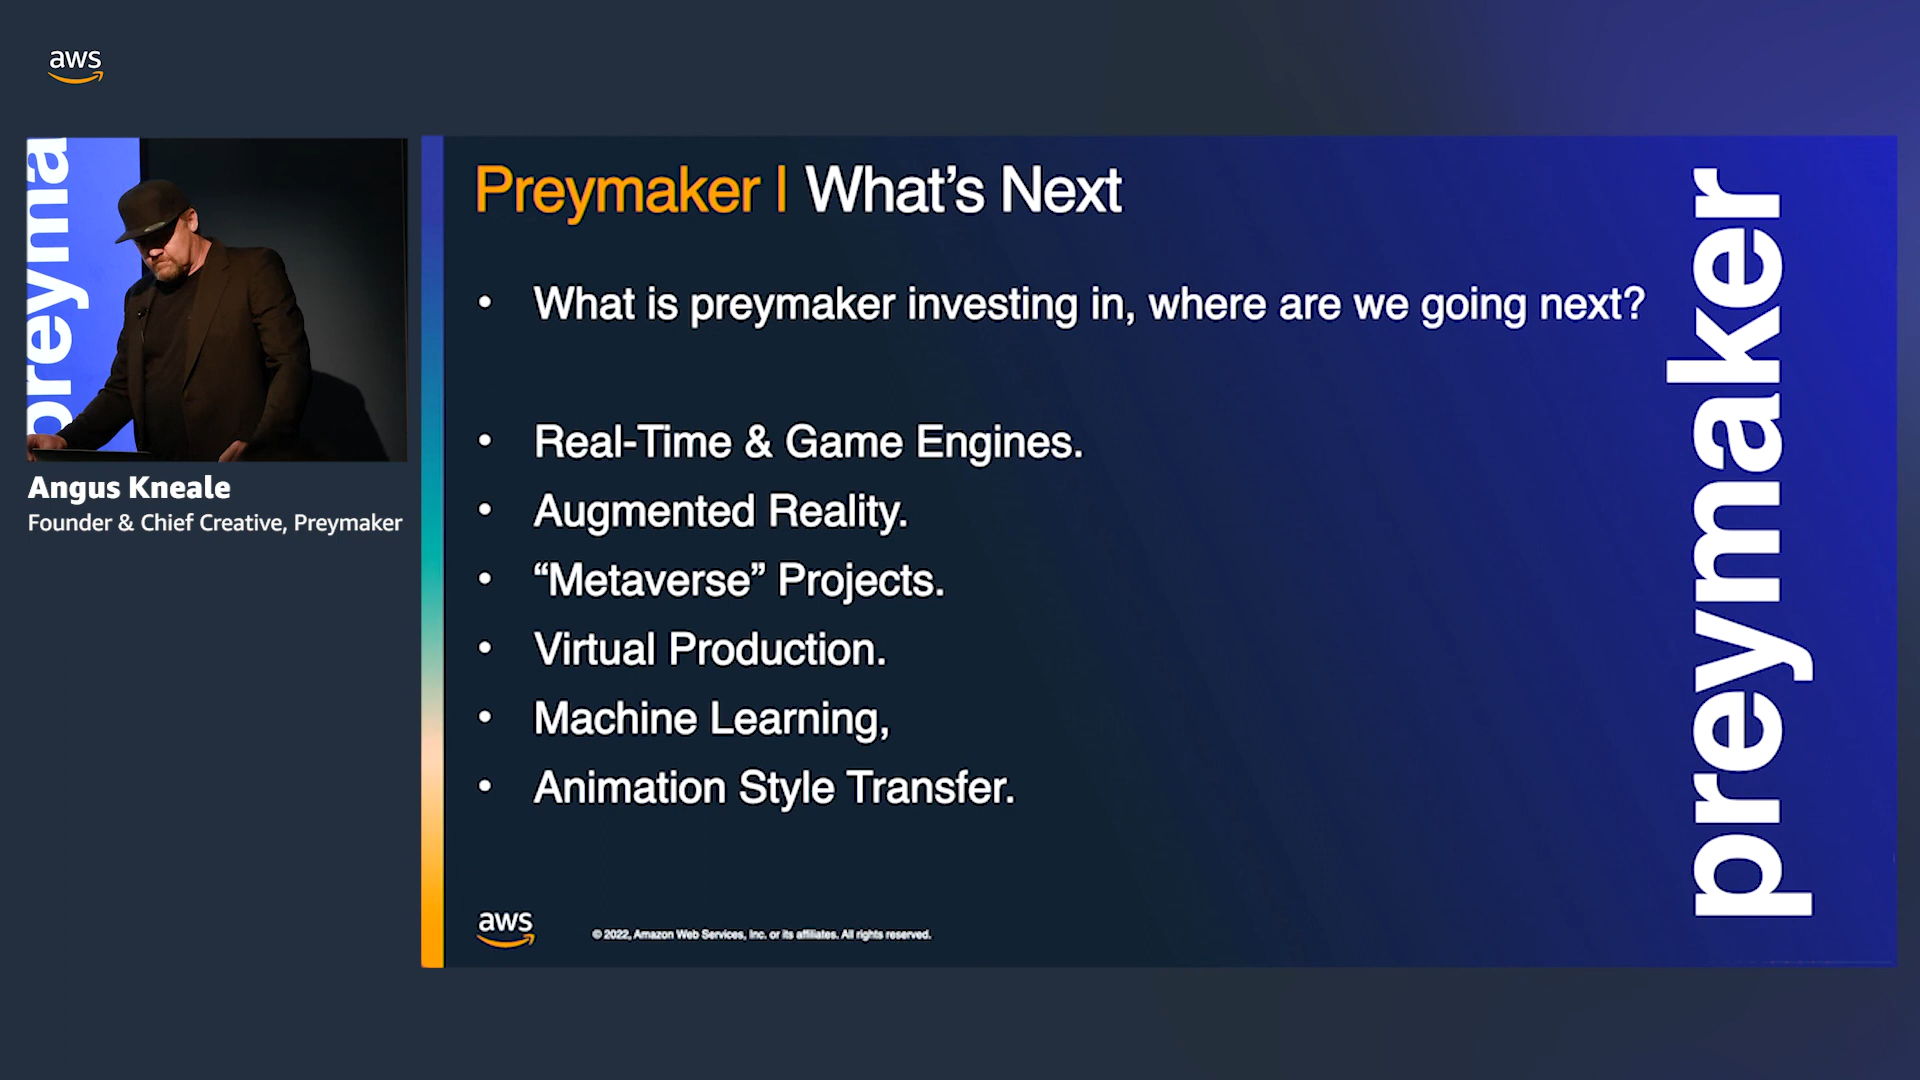 aws
preyma
Angus Kneale
Founder & Chief Creative, Preymaker
Preymaker | What’s Next
• What is preymaker investing in, where are we going next?
• Real-Time & Game Engines.
• Augmented Reality.
• “Metaverse” Projects.
• Virtual Production.
• Machine Learning,
• Animation Style Transfer.
aws
© 2022, Amazon Web Services, Inc. or its affiliates. All rights reserved.
preymaker